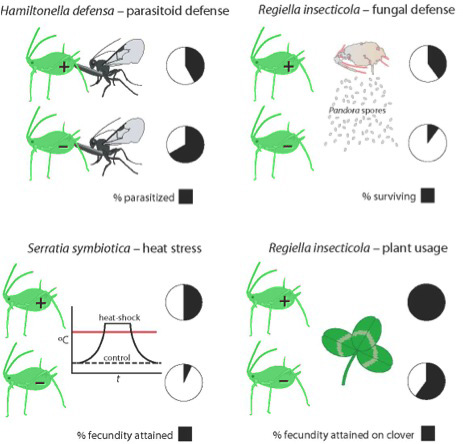 Hamiltonella defensa – parasitoid defense
+
–
% parasitized
Regiella insecticola – fungal defense
+
Pandora spores
–
% surviving
Serratia symbiotica – heat stress
+
heat-shock
oC
control
–
t
% fecundity attained
Regiella insecticola – plant usage
+
–
% fecundity attained on clover